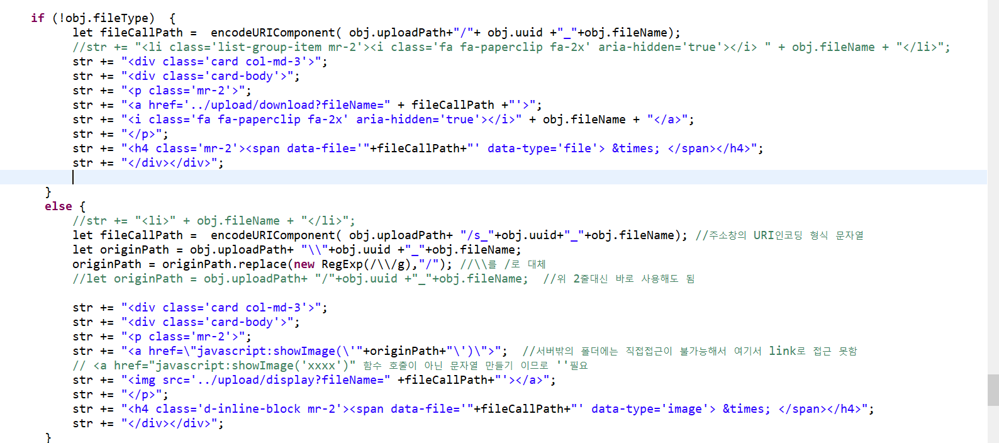 if (!obj.fileType)  {
let fileCallPath =  encodeURIComponent( obj.uploadPath+"/"+ obj.uuid +"_"+obj.fileName);
//str += "<li class='list-group-item mr-2'><i class='fa fa-paperclip fa-2x' aria-hidden='true'></i> " + obj.fileName + "</li>";
str += "<div class='card col-md-3'>";
str += "<div class='card-body'>";
str += "<p class='mr-2'>";
str += "<a href='../upload/download?fileName=" + fileCallPath +"'>";
str += "<i class='fa fa-paperclip fa-2x' aria-hidden='true'></i>" + obj.fileName + "</a>";
str += "</p>";
str += "<h4 class='mr-2'><span data-file='"+fileCallPath+"' data-type='file'> &times; </span></h4>";
str += "</div></div>";
}
else {
//str += "<li>" + obj.fileName + "</li>";
let fileCallPath =  encodeURIComponent( obj.uploadPath+ "/s_"+obj.uuid+"_"+obj.fileName); //주소창의 URI인코딩 형식 문자열
let originPath = obj.uploadPath+ "\\"+obj.uuid +"_"+obj.fileName;
originPath = originPath.replace(new RegExp(/\\/g),"/"); //\\를 /로 대체
//let originPath = obj.uploadPath+ "/"+obj.uuid +"_"+obj.fileName;  //위 2줄대신 바로 사용해도 됨
str += "<div class='card col-md-3'>";
str += "<div class='card-body'>";
str += "<p class='mr-2'>";
str += "<a href=\"javascript:showImage(\'"+originPath+"\')\">";  //서버밖의 폴더에는 직접접근이 불가능해서 여기서 link로 접근 못함
// <a href="javascript:showImage('xxxx')" 함수 호출이 아닌 문자열 만들기 이므로 ''필요
str += "<img src='../upload/display?fileName=" +fileCallPath+"'></a>";
str += "</p>";
str += "<h4 class='d-inline-block mr-2'><span data-file='"+fileCallPath+"' data-type='image'> &times; </span></h4>";
str += "</div></div>";
}